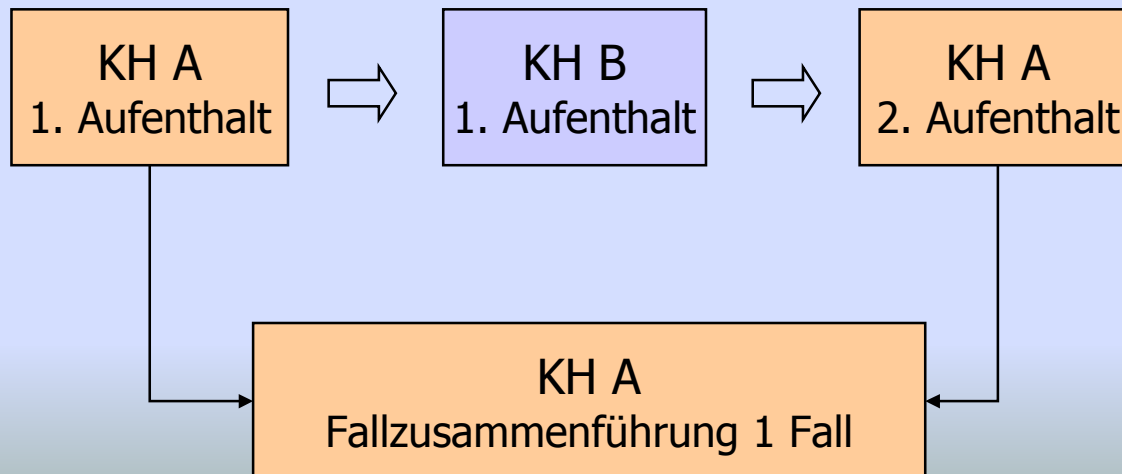 KH A
1. Aufenthalt
KH B
1. Aufenthalt
KH A
2. Aufenthalt
KH A
Fallzusammenführung 1 Fall